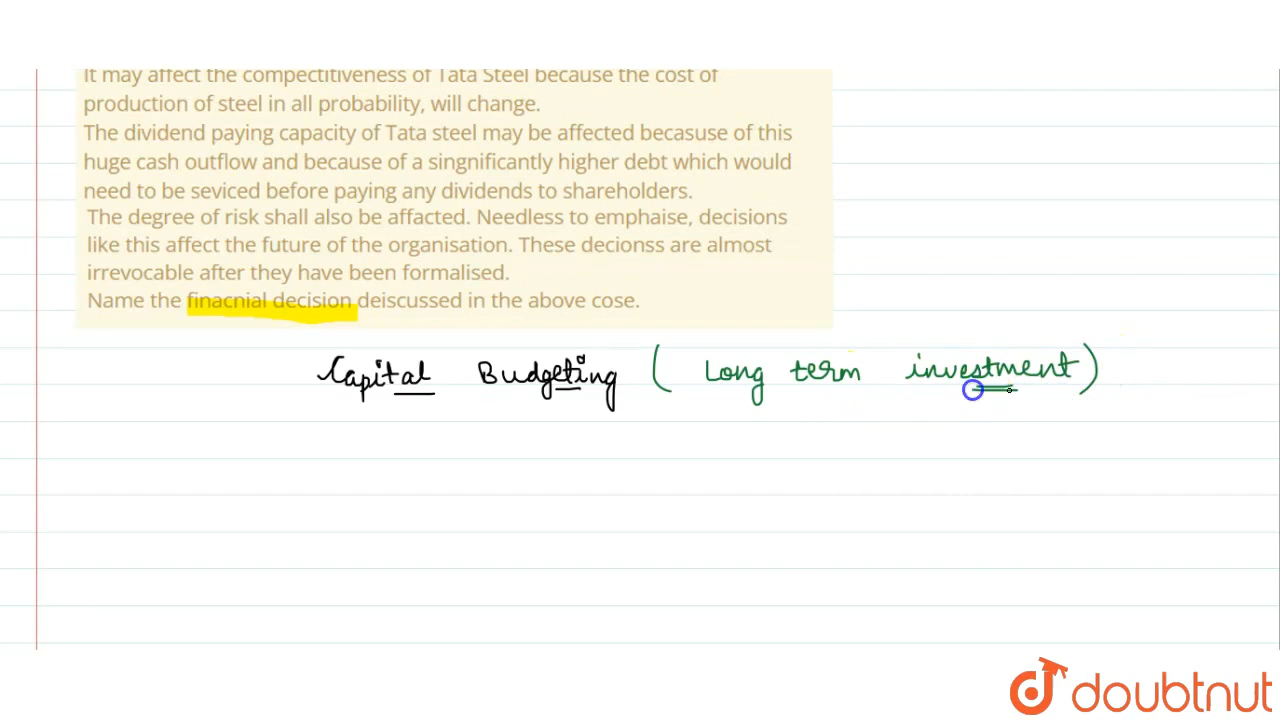 It may affect the compectitiveness of Tata Steel because the cost of
production of steel in all probability, will change.
The dividend paying capacity of Tata steel may be affected becasuse of this
huge cash outflow and because of a singnificantly higher debt which would
need to be seviced before paying any dividends to shareholders.
The degree of risk shall also be affacted. Needless to emphaise, decisions
like this affect the future of the organisation. These decionss are almost
irrevocable after they have been formalised.
Name the finacnial decision deiscussed in the above cose.
Capital Budgeting ( Long term investment )
doubtnut